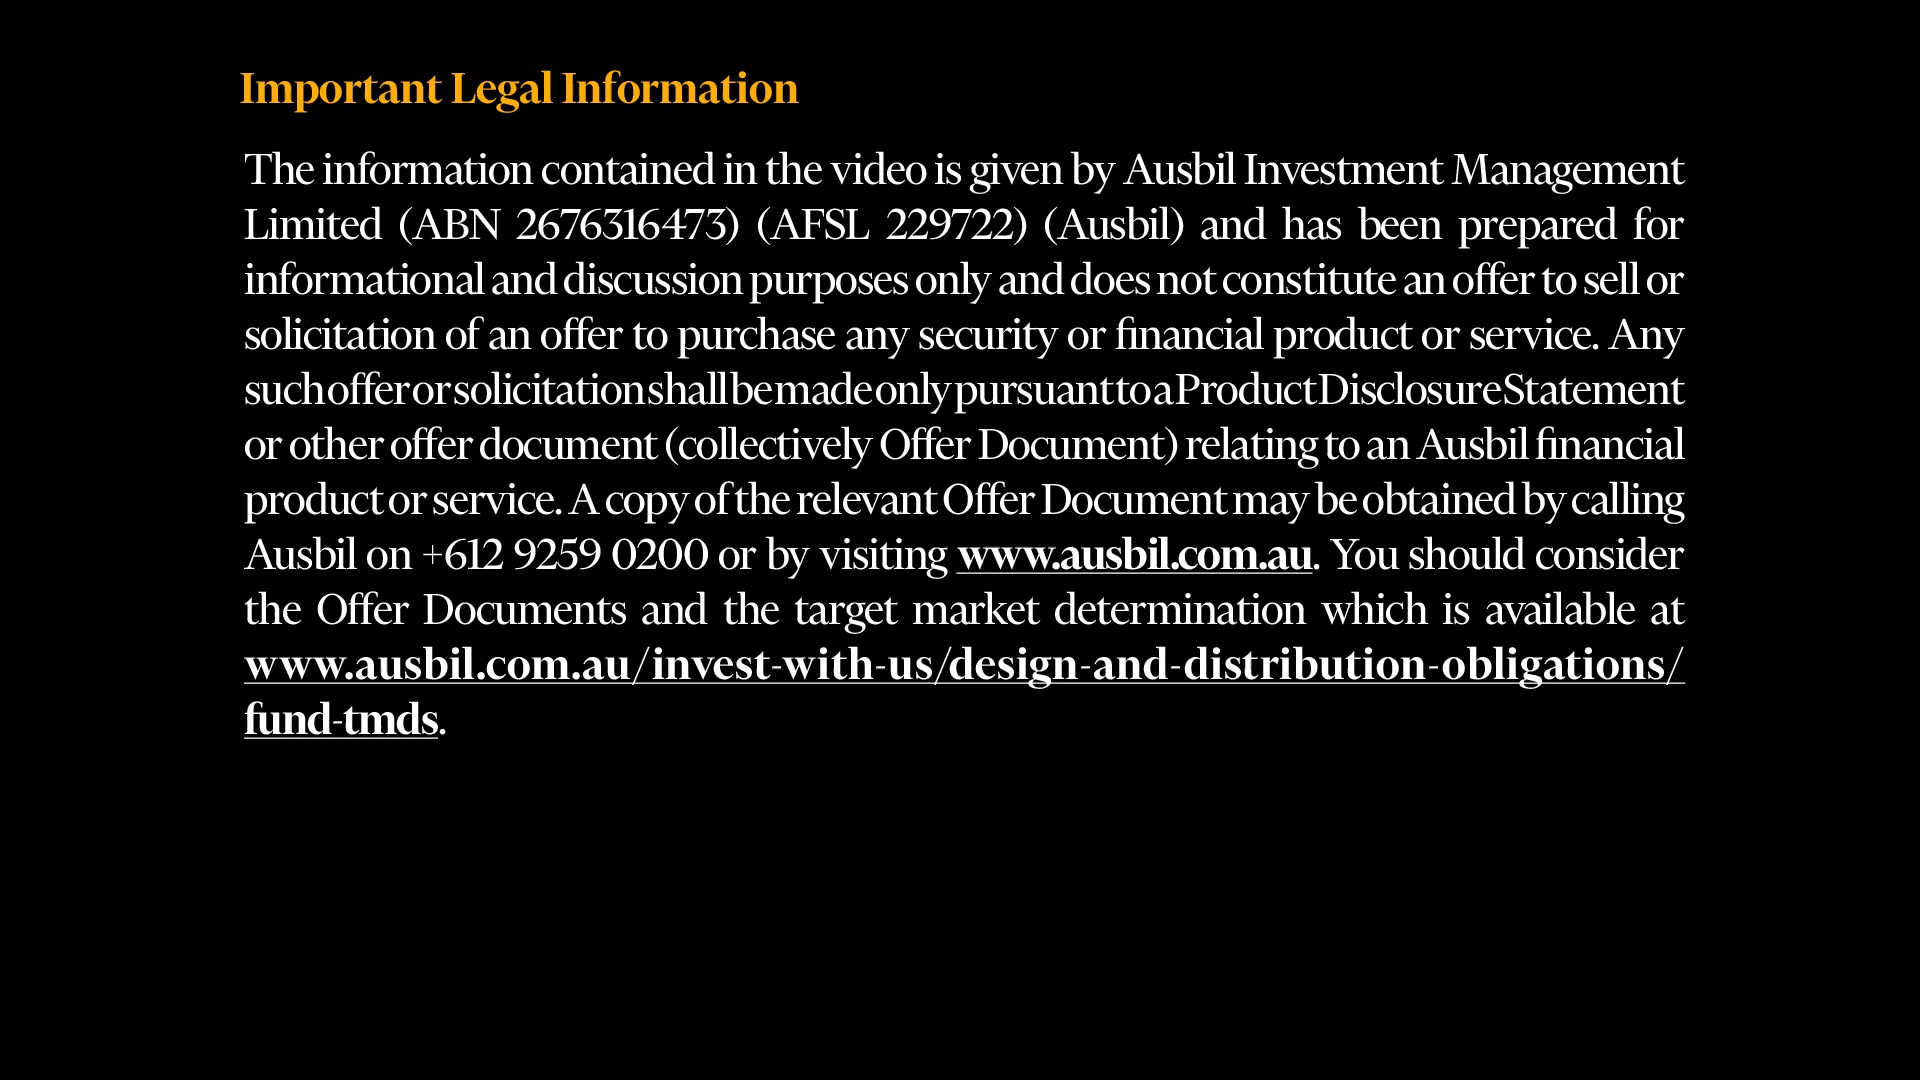 Important Legal Information
The information contained in the video is given by Ausbil Investment Management
Limited (ABN 2676316473) (AFSL 229722) (Ausbil) and has been prepared for
informational and discussion purposes only and does not constitute an offer to sell or
solicitation of an offer to purchase any security or financial product or service. Any
such offer or solicitation shall be made only pursuant to a Product Disclosure Statement
or other offer document (collectively Offer Document) relating to an Ausbil financial
product or service. A copy of the relevant Offer Document may be obtained by calling
Ausbil on +612 9259 0200 or by visiting www.ausbil.com.au. You should consider
the Offer Documents and the target market determination which is available at
www.ausbil.com.au/invest-with-us/design-and-distribution-obligations/
fund-tmds.